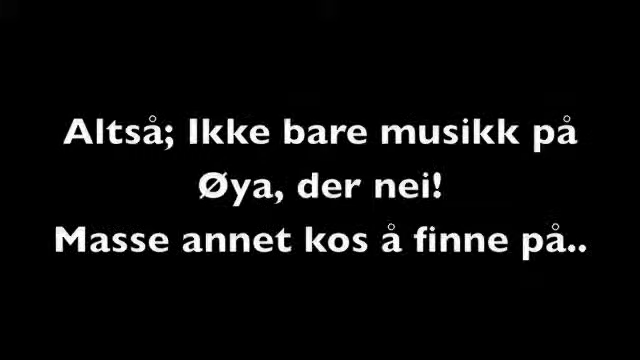 Altså; Ikke bare musikk på
Øya, der nei!
Masse annet kos å finne på..